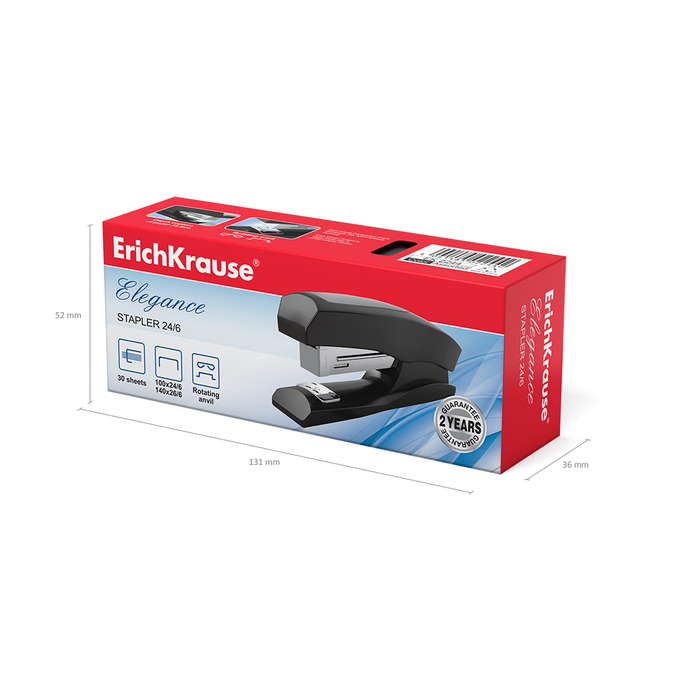 ErichKrause®
Elegance
STAPLER 24/6
30 sheets
100x24/6
140x26/6
Rotating
anvil
GUARANTEE
2 YEARS
GUARANTEE
ErichKrause®
Elegance
STAPLER 24/6
52 mm
131 mm
36 mm